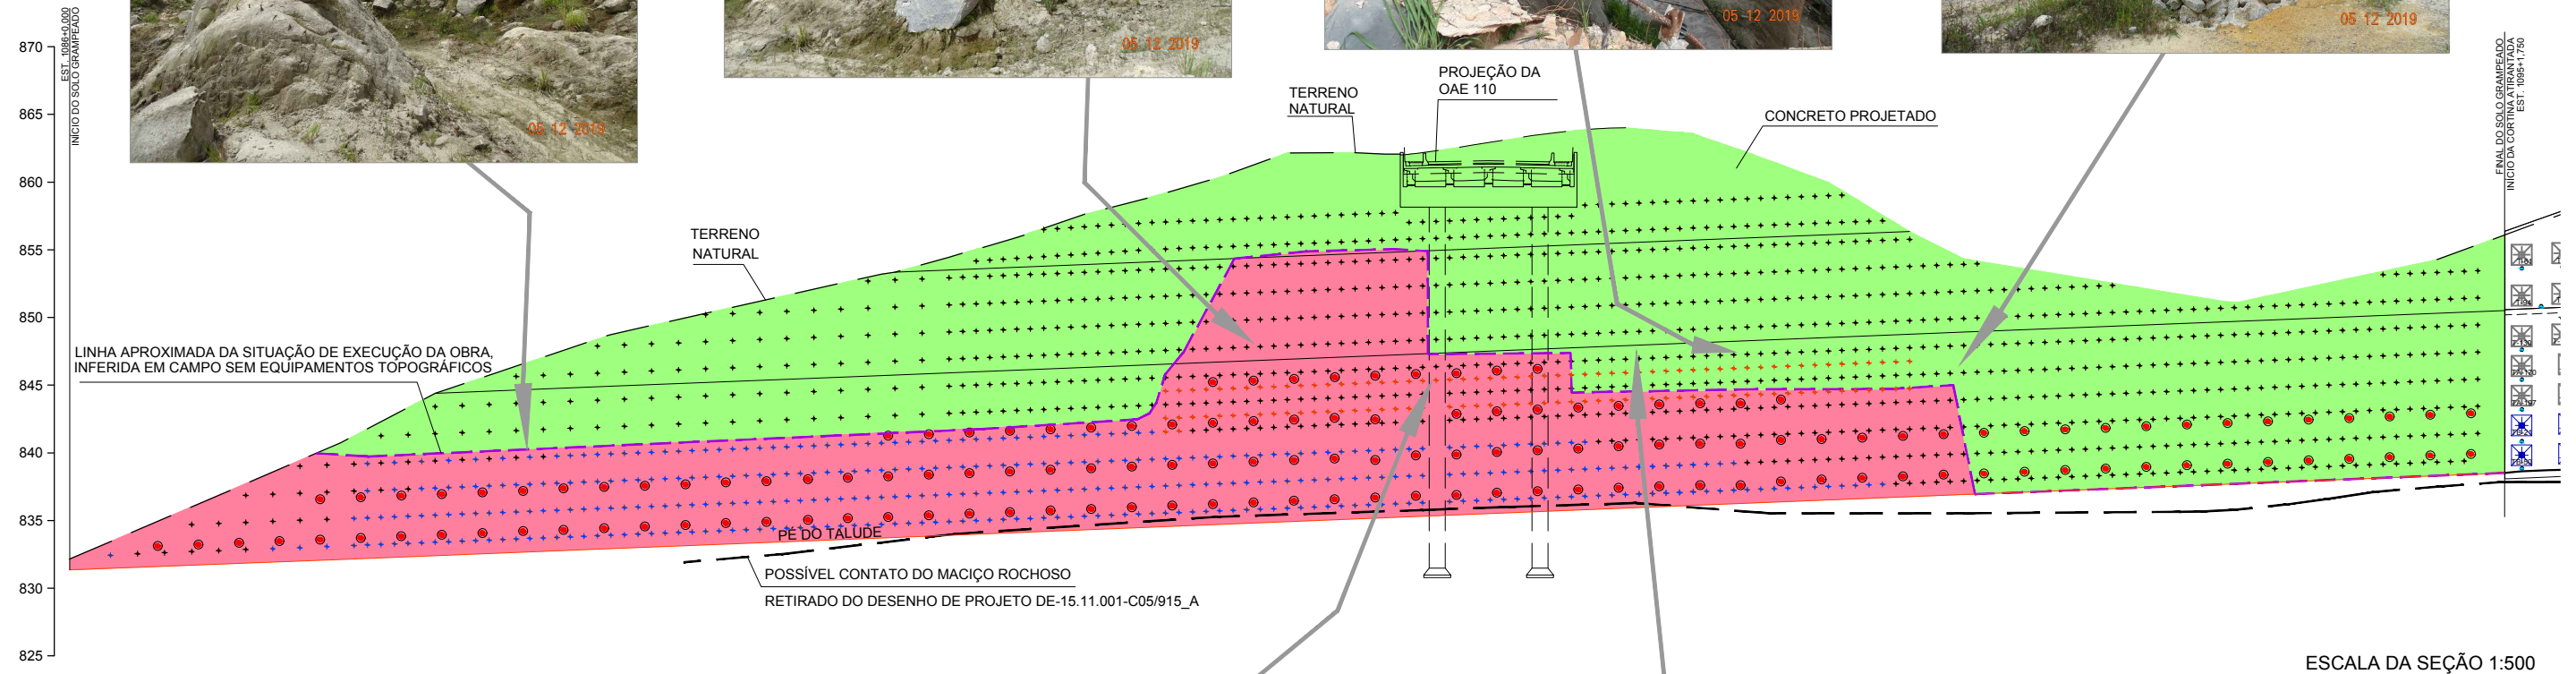 870
865
860
855
850
845
840
835
830
825
EST. 1086+0,000
INÍCIO DO SOLO GRAMPEADO
05 12 2019
05 12 2019
05 12 2019
05 12 2019
TERRENO
NATURAL
PROJEÇÃO DA
OAE 110
CONCRETO PROJETADO
FINAL DO SOLO GRAMPEADO
INÍCIO DA CORTINA ATIRANTADA
EST. 1095+1,750
TERRENO
NATURAL
LINHA APROXIMADA DA SITUAÇÃO DE EXECUÇÃO DA OBRA,
INFERIDA EM CAMPO SEM EQUIPAMENTOS TOPOGRÁFICOS
PÉ DO TALUDE
POSSÍVEL CONTATO DO MACIÇO ROCHOSO
RETIRADO DO DESENHO DE PROJETO DE-15.11.001-C05/915_A
ESCALA DA SEÇÃO 1:500